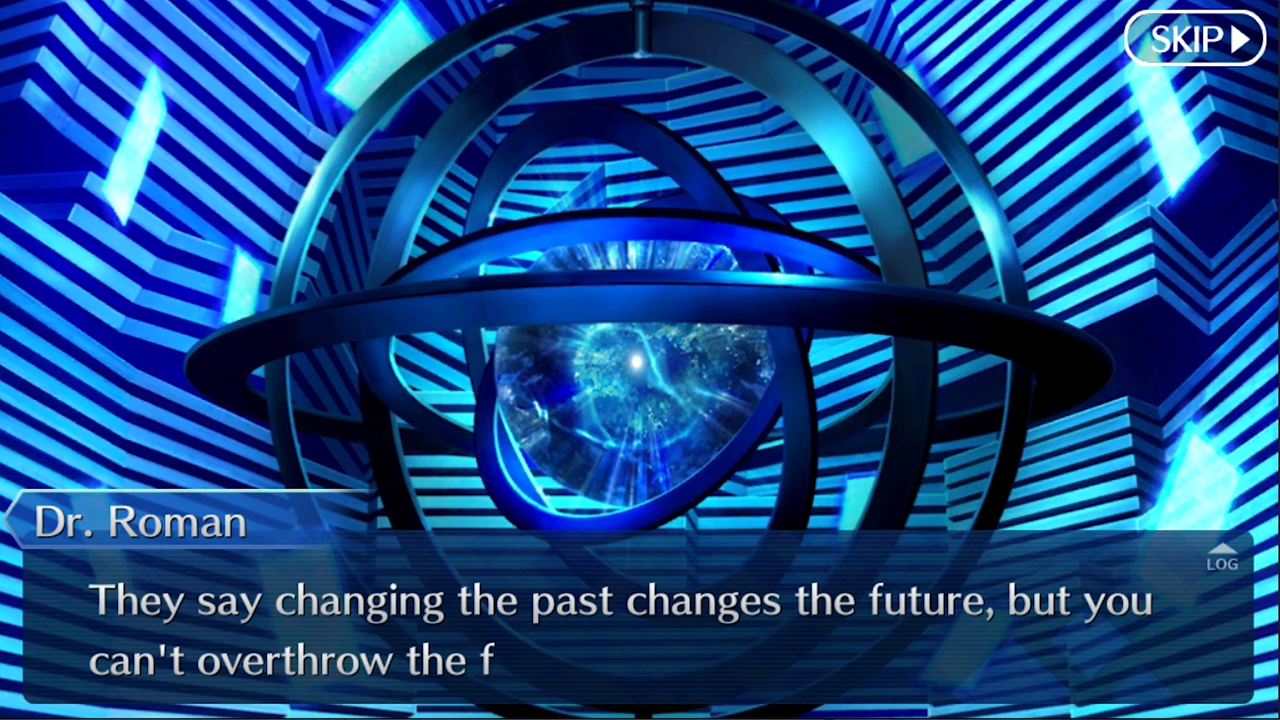 SKIP
Dr. Roman
LOG
They say changing the past changes the future, but you
can't overthrow the f